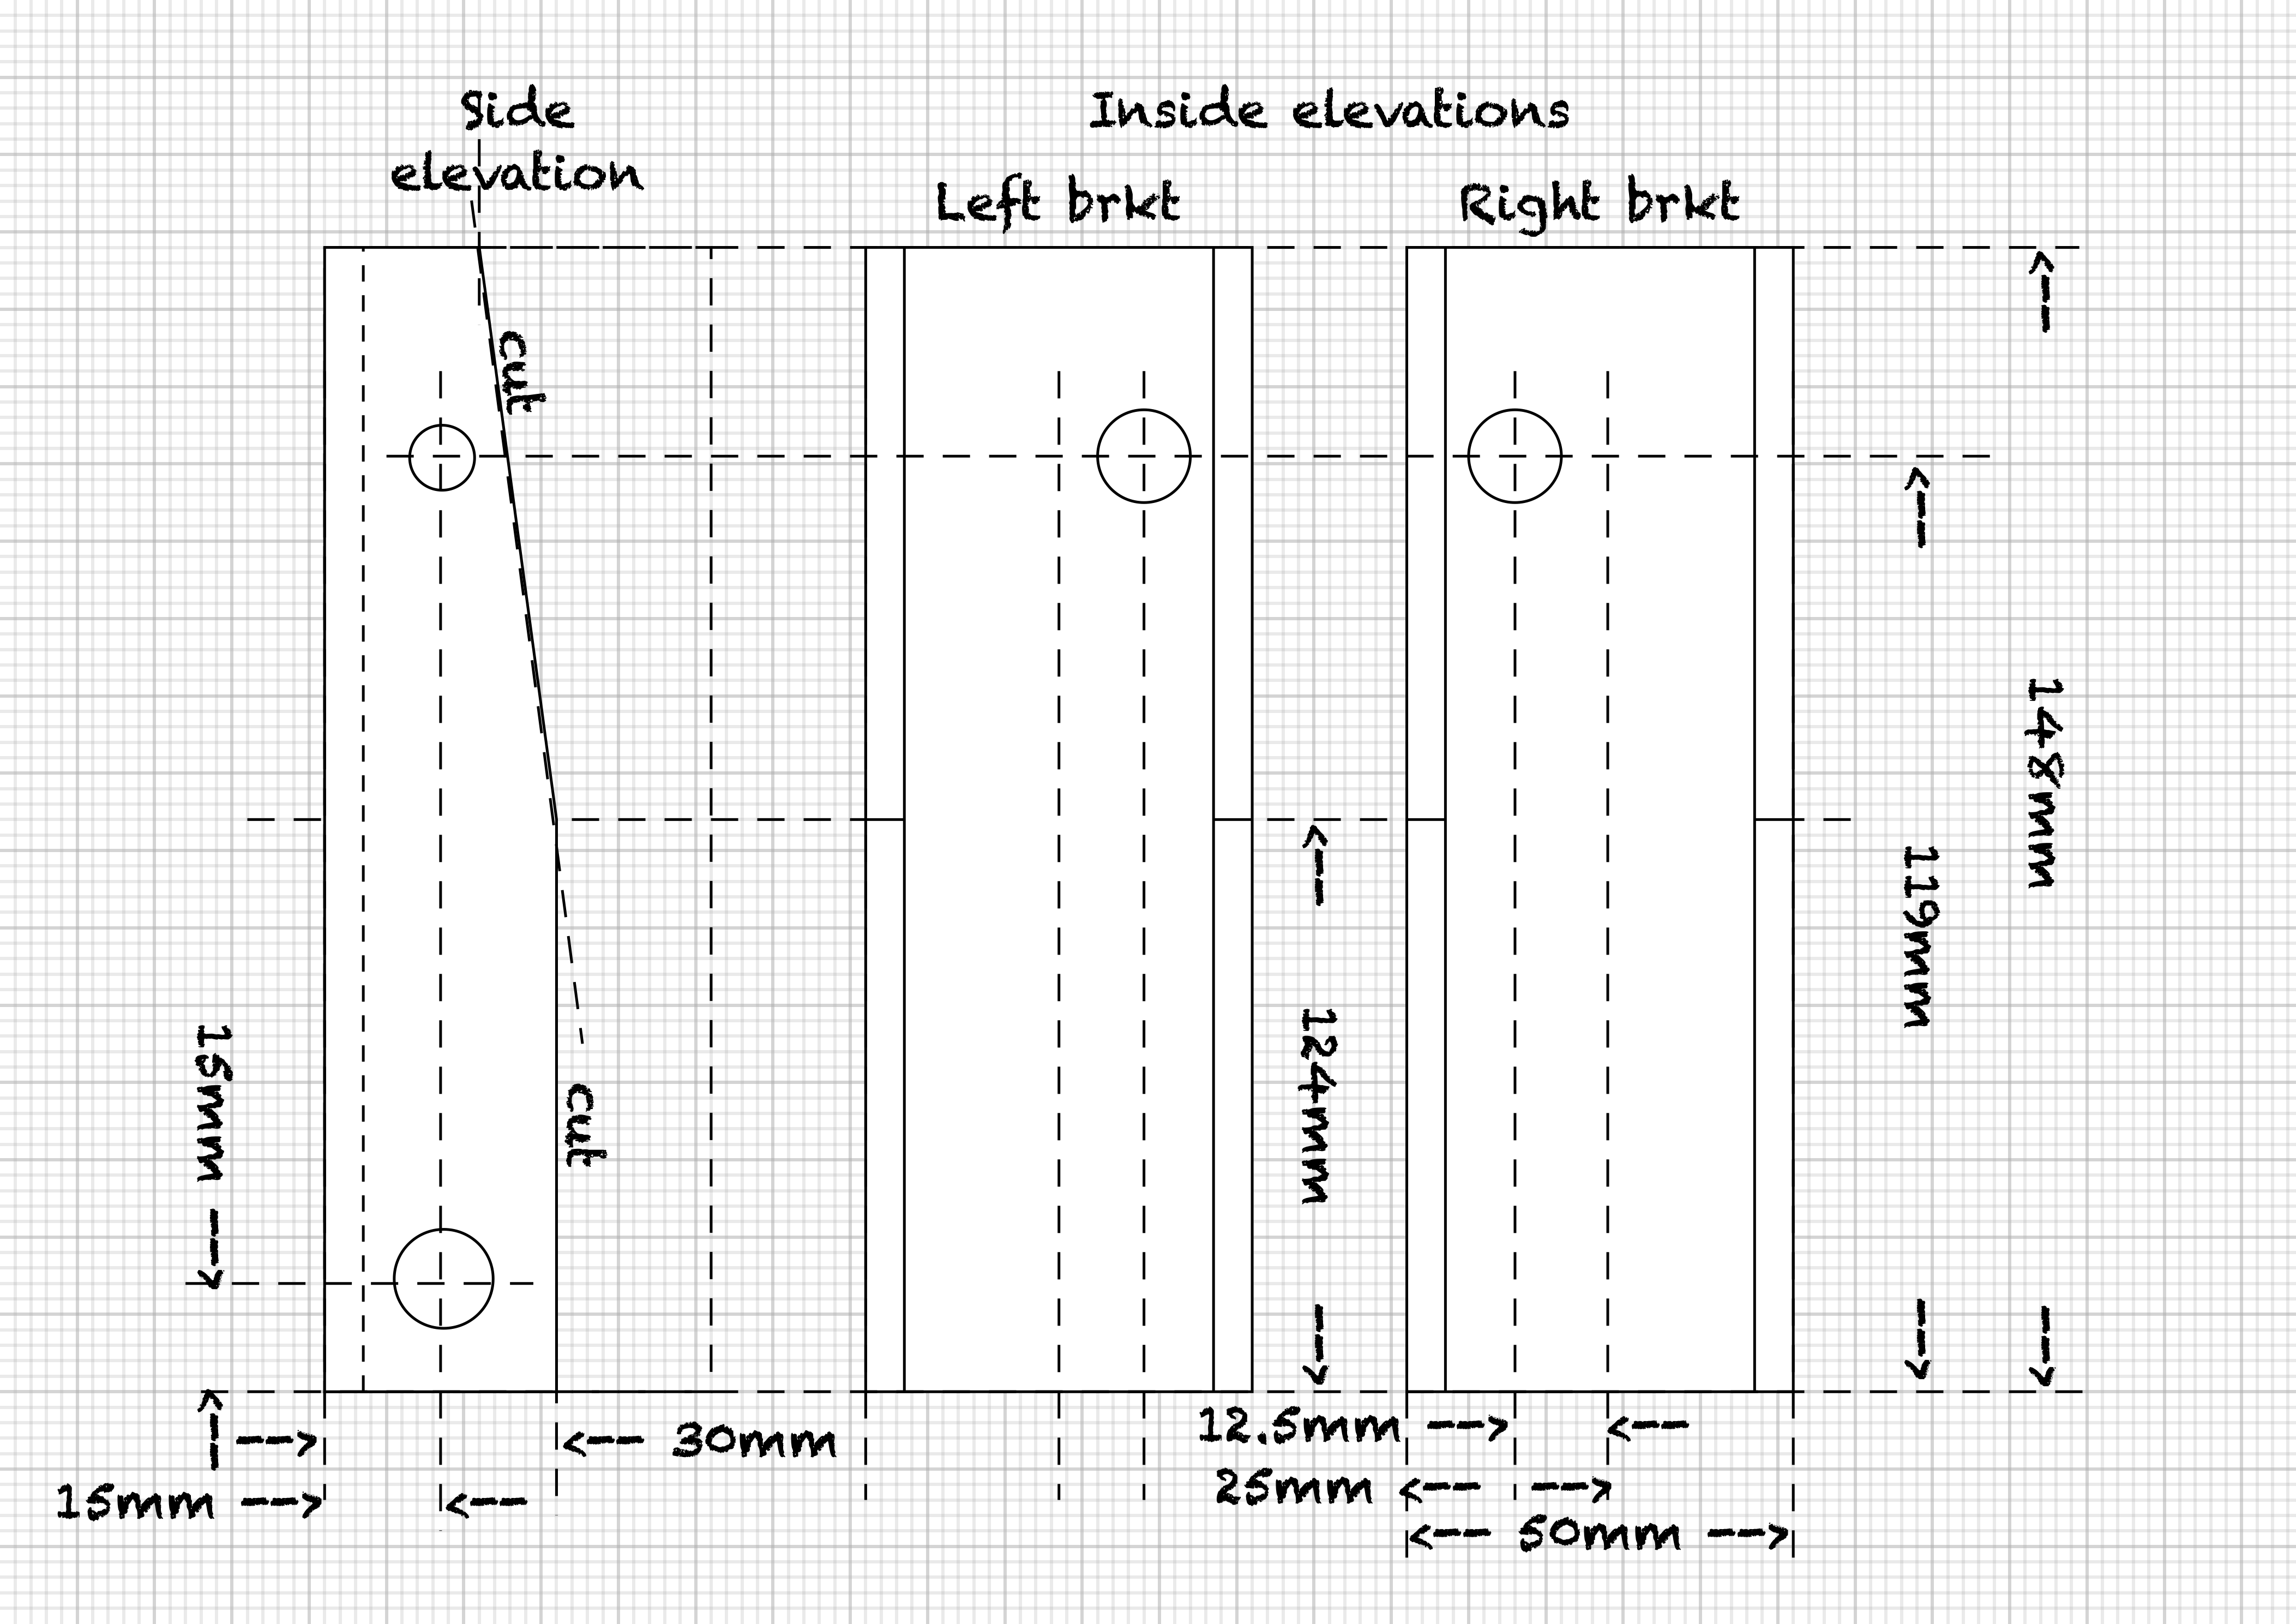 Side
elevation
Inside elevations
Left brkt
Right brkt
cut
cut
15mm -->
<--
124mm
<--
-->
119mm
<--
-->
148mm
<--
-->
--> <-- 30mm
15mm --> <--
12.5mm --> <--
25mm <-- -->
<-- 50mm -->